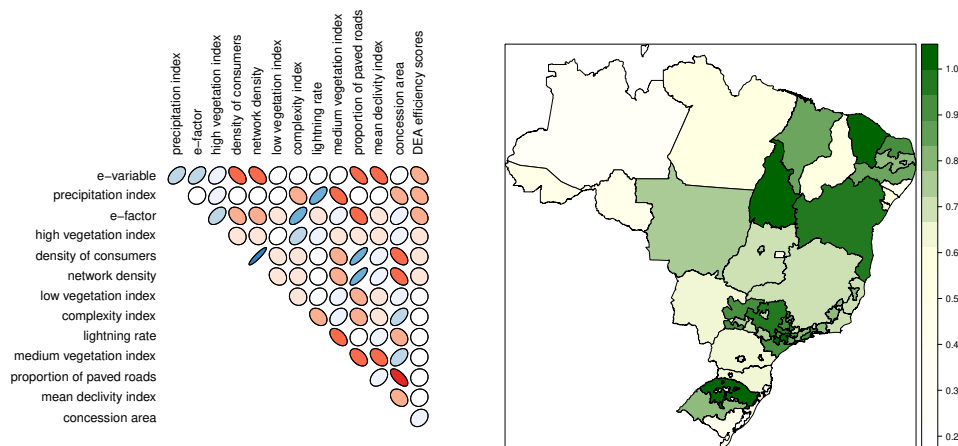 precipitation index
e−factor
high vegetation index
density of consumers
network density
low vegetation index
complexity index
lightning rate
medium vegetation index
proportion of paved roads
mean declivity index
concession area
DEA efficiency scores
e−variable
precipitation index
e−factor
high vegetation index
density of consumers
network density
low vegetation index
complexity index
lightning rate
medium vegetation index
proportion of paved roads
mean declivity index
concession area
1.0
0.9
0.8
0.7
0.6
0.5
0.4
0.3
0.2